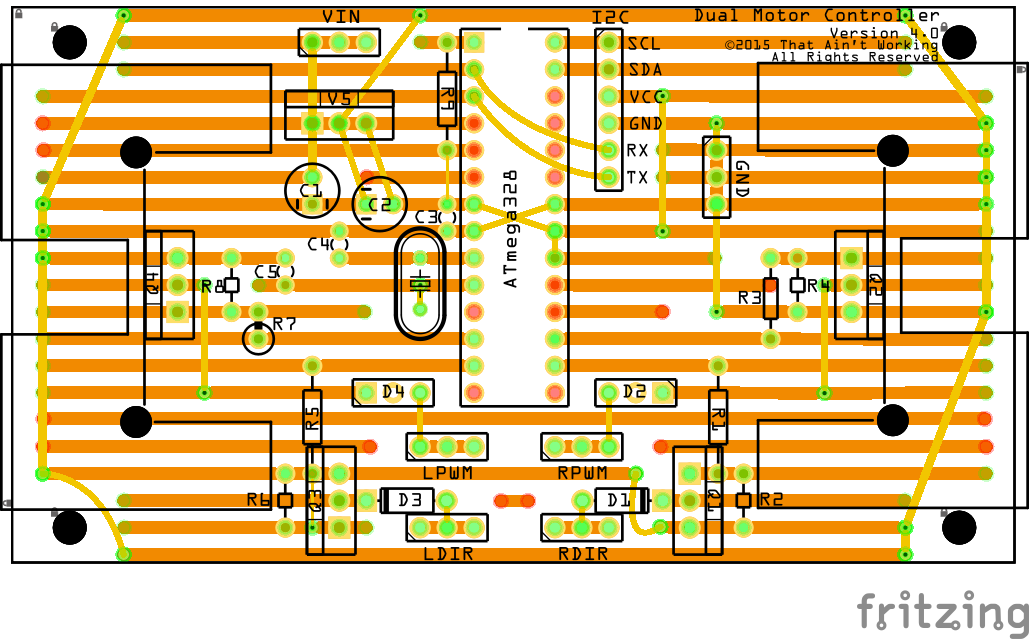 VIN
I2C
Dual Motor Controller
Version 4.0
©2015 That Ain't Working
All Rights Reserved
SCL
SDA
VCC
GND
RX
TX
V5
R9
GND
C1
C2
C3
C4
C5
ATmega328
Q4
R8
R7
R3
R4
Q2
D4
D2
R5
R1
LPWM
RPWM
R6
Q3
D3
D1
Q1
R2
LDIR
RDIR
fritzing